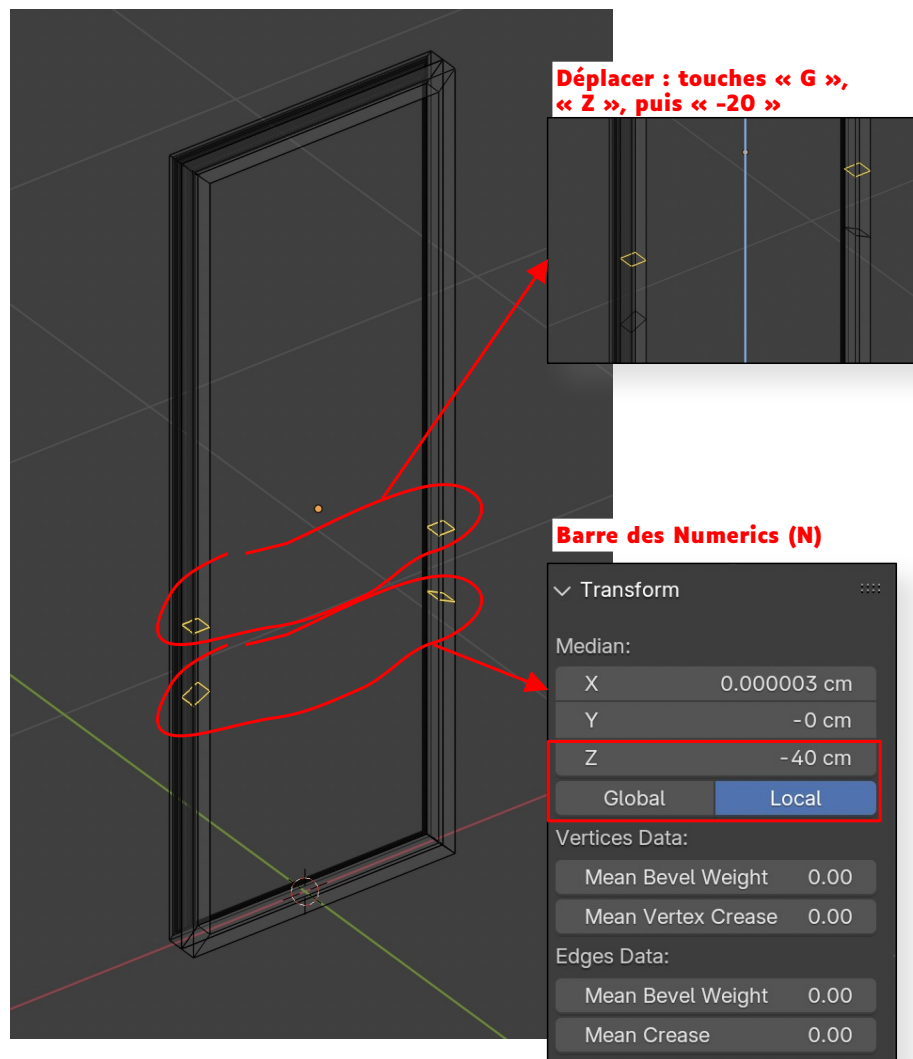 Déplacer : touches « G »,
« Z », puis « -20 »
Barre des Numerics (N)
Transform
Median:
X 0.000003 cm
Y -0 cm
Z -40 cm
Global Local
Vertices Data:
Mean Bevel Weight 0.00
Mean Vertex Crease 0.00
Edges Data:
Mean Bevel Weight 0.00
Mean Crease 0.00